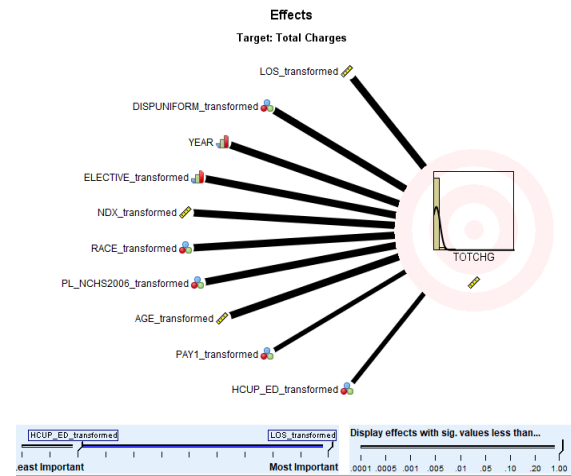 Effects
Target: Total Charges
LOS_transformed
DISPUNIFORM_transformed
YEAR
ELECTIVE_transformed
NDX_transformed
RACE_transformed
PL_NCHS2006_transformed
AGE_transformed
PAY1_transformed
HCUP_ED_transformed
TOTCHG
HCUP_ED_transformed LOS_transformed
.east Important Most Important
Display effects with sig. values less than...
.0001 .0005 .001 .005 .01 .05 .10 .20 1.00